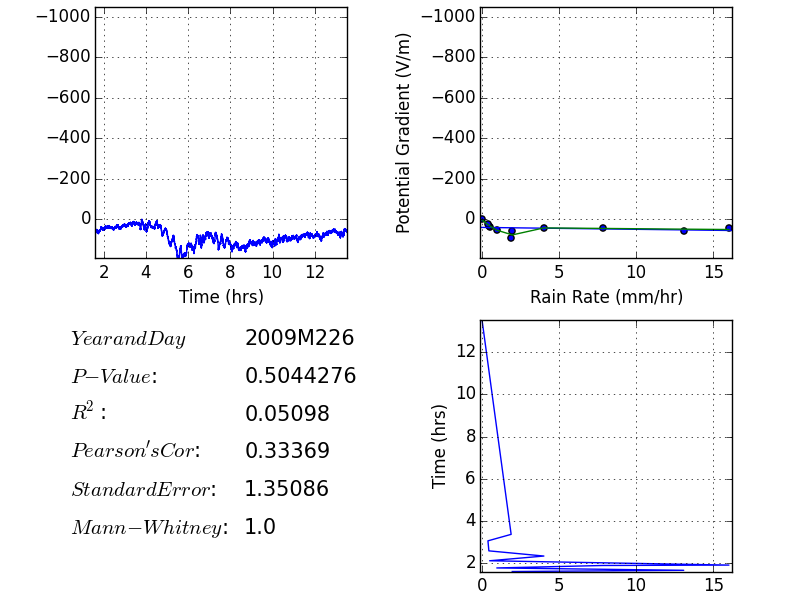 −1000
−800
−600
−400
−200
0
2 4 6 8 10 12
Time (hrs)
Potential Gradient (V/m)
−1000
−800
−600
−400
−200
0
0 5 10 15
Rain Rate (mm/hr)
YearandDay 2009M226
P−Value: 0.5044276
R²: 0.05098
Pearson'sCor: 0.33369
StandardError: 1.35086
Mann−Whitney: 1.0
Time (hrs)
12
10
8
6
4
2
0 5 10 15